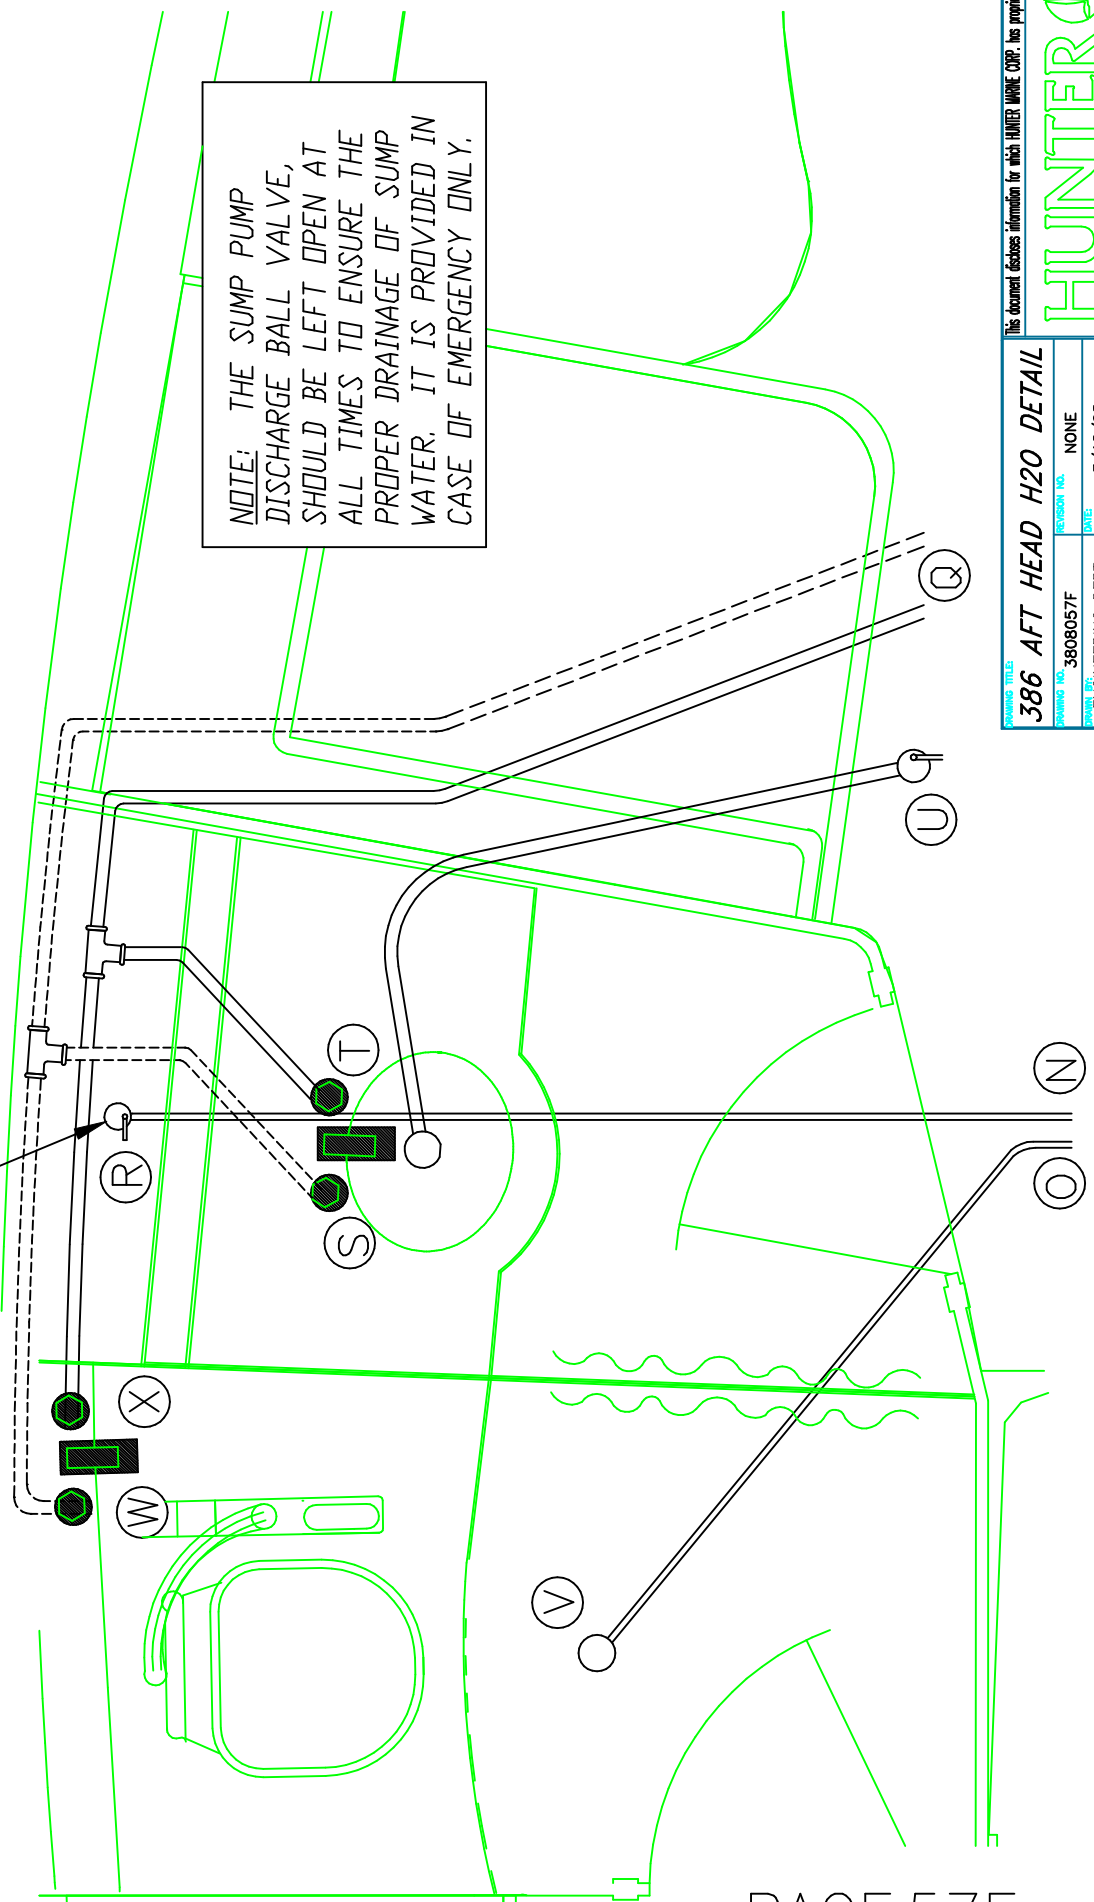 NOTE: THE SUMP PUMP
DISCHARGE BALL VALVE,
SHOULD BE LEFT OPEN AT
ALL TIMES TO ENSURE THE
PROPER DRAINAGE OF SUMP
WATER. IT IS PROVIDED IN
CASE OF EMERGENCY ONLY.
R
X
W
T
S
V
Q
U
N
O
DRAWING TITLE:
386 AFT HEAD H2O DETAIL
DRAWING NO.
3808057F
REVISION NO.
NONE
DRAWN BY:
DATE:
This document discloses information for which HUNTER MARINE CORP. has
HUNTER